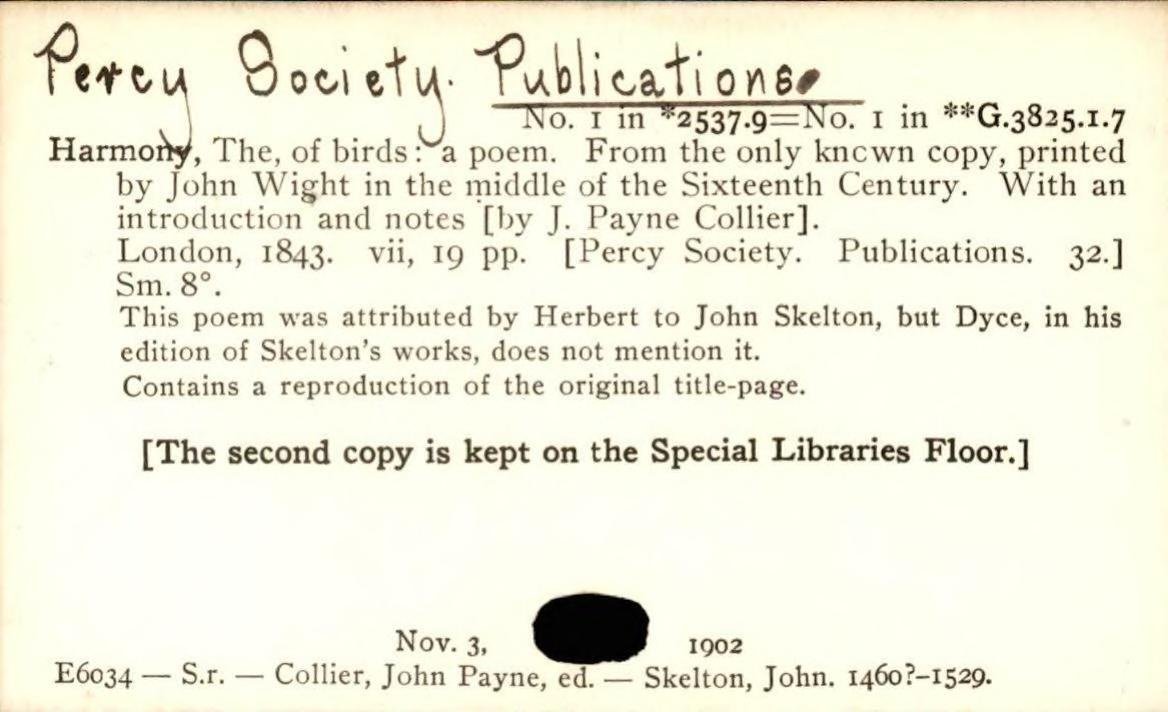 Percy Society. Publications.
No. 1 in *2537.9=No. 1 in **G.3825.1.7
Harmony, The, of birds: a poem. From the only kncwn copy, printed
by John Wight in the middle of the Sixteenth Century. With an
introduction and notes [by J. Payne Collier].
London, 1843. vii, 19 pp. [Percy Society. Publications. 32.]
Sm. 8°.
This poem was attributed by Herbert to John Skelton, but Dyce, in his
edition of Skelton's works, does not mention it.
Contains a reproduction of the original title-page.
[The second copy is kept on the Special Libraries Floor.]
Nov. 3, 1902
E6034 — S.r. — Collier, John Payne, ed. — Skelton, John. 1460?-1529.